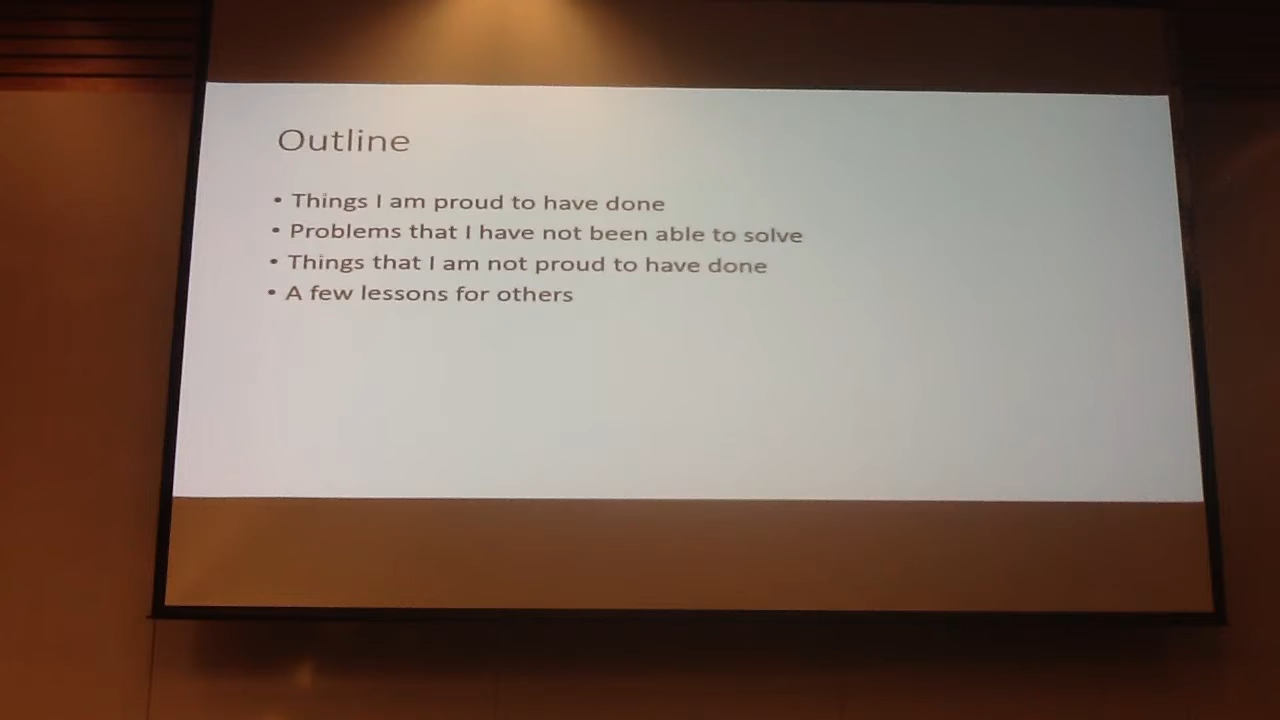 Outline
• Things I am proud to have done
• Problems that I have not been able to solve
• Things that I am not proud to have done
• A few lessons for others